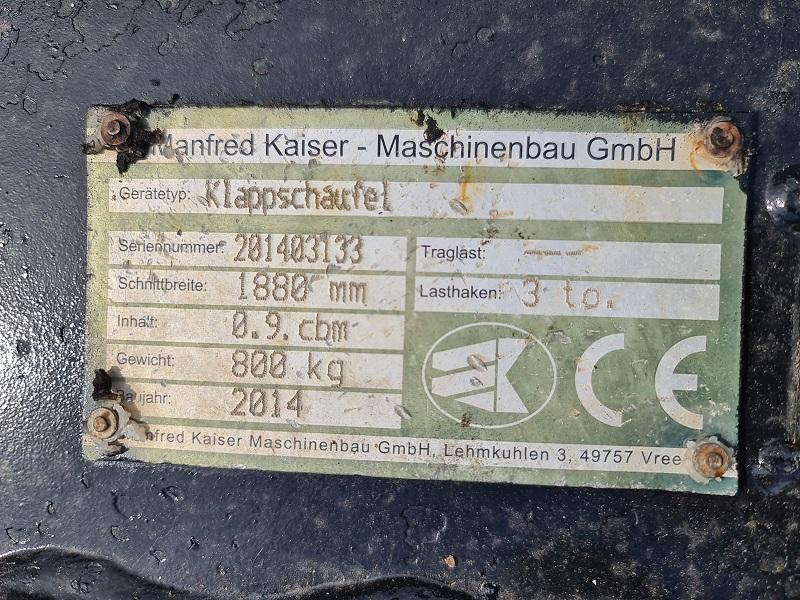 Manfred Kaiser - Maschinenbau GmbH
Gerätetyp: Klappschaufel
Seriennummer: 201403133
Traglast: -----
Schnittbreite: 1880 mm
Lasthaken: 3 to.
Inhalt: 0.9.cbm
Gewicht: 800 kg
Baujahr: 2014
CE
Manfred Kaiser Maschinenbau GmbH, Lehmkuhlen 3, 49757 Vree